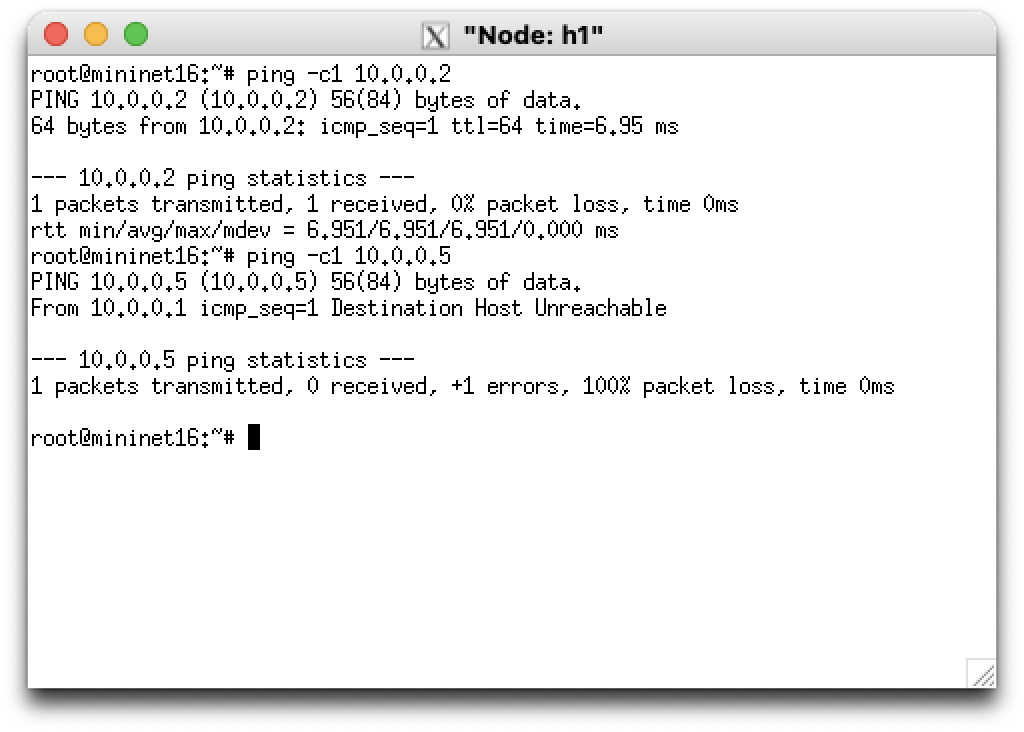 "Node: h1"
root@mininet16:~# ping -c1 10.0.0.2
PING 10.0.0.2 (10.0.0.2) 56(84) bytes of data.
64 bytes from 10.0.0.2: icmp_seq=1 ttl=64 time=6.95 ms
--- 10.0.0.2 ping statistics ---
1 packets transmitted, 1 received, 0% packet loss, time 0ms
rtt min/avg/max/mdev = 6.951/6.951/6.951/0.000 ms
root@mininet16:~# ping -c1 10.0.0.5
PING 10.0.0.5 (10.0.0.5) 56(84) bytes of data.
From 10.0.0.1 icmp_seq=1 Destination Host Unreachable
--- 10.0.0.5 ping statistics ---
1 packets transmitted, 0 received, +1 errors, 100% packet loss, time 0ms
root@mininet16:~#